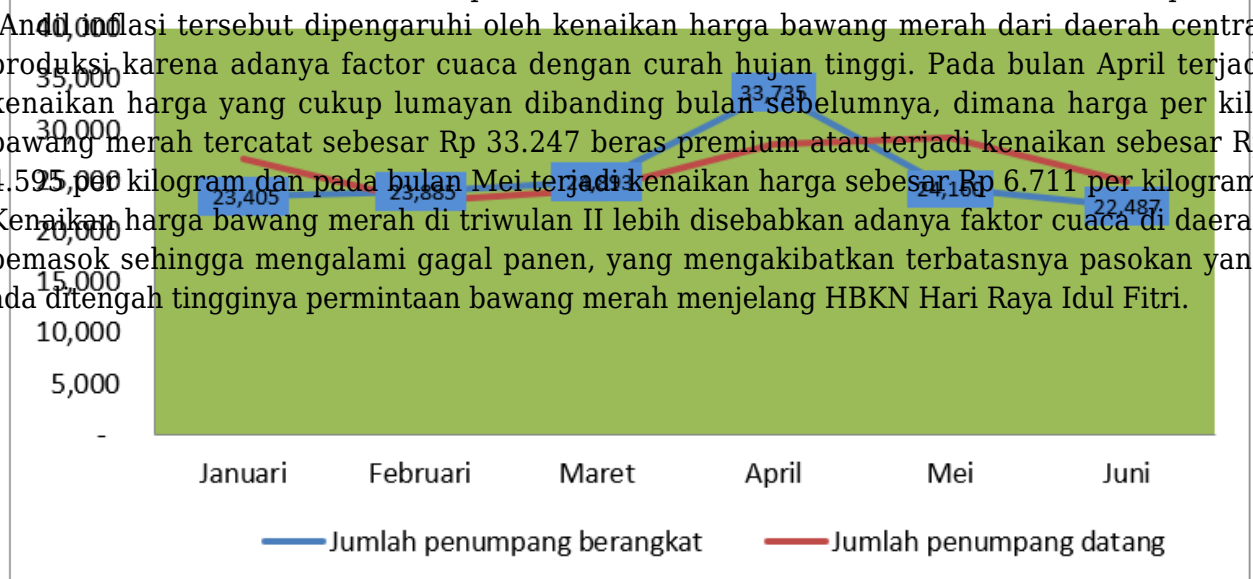 Andil inflasi tersebut dipengaruhi oleh kenaikan harga bawang merah dari daerah centra
produksi karena adanya factor cuaca dengan curah hujan tinggi. Pada bulan April terjad
kenaikan harga yang cukup lumayan dibanding bulan sebelumnya, dimana harga per kil
bawang merah tercatat sebesar Rp 33.247 beras premium atau terjadi kenaikan sebesar R
4.595 per kilogram dan pada bulan Mei terjadi kenaikan harga sebesar Rp 6.711 per kilogram
Kenaikan harga bawang merah di triwulan II lebih disebabkan adanya faktor cuaca di daera
pemasok sehingga mengalami gagal panen, yang mengakibatkan terbatasnya pasokan yan
ada ditengah tingginya permintaan bawang merah menjelang HBKN Hari Raya Idul Fitri.
40,000
35,000
30,000
25,000
20,000
15,000
10,000
5,000
-
23,405
23,885
33,735
24,160
22,487
Januari Februari Maret April Mei Juni
Jumlah penumpang berangkat Jumlah penumpang datang